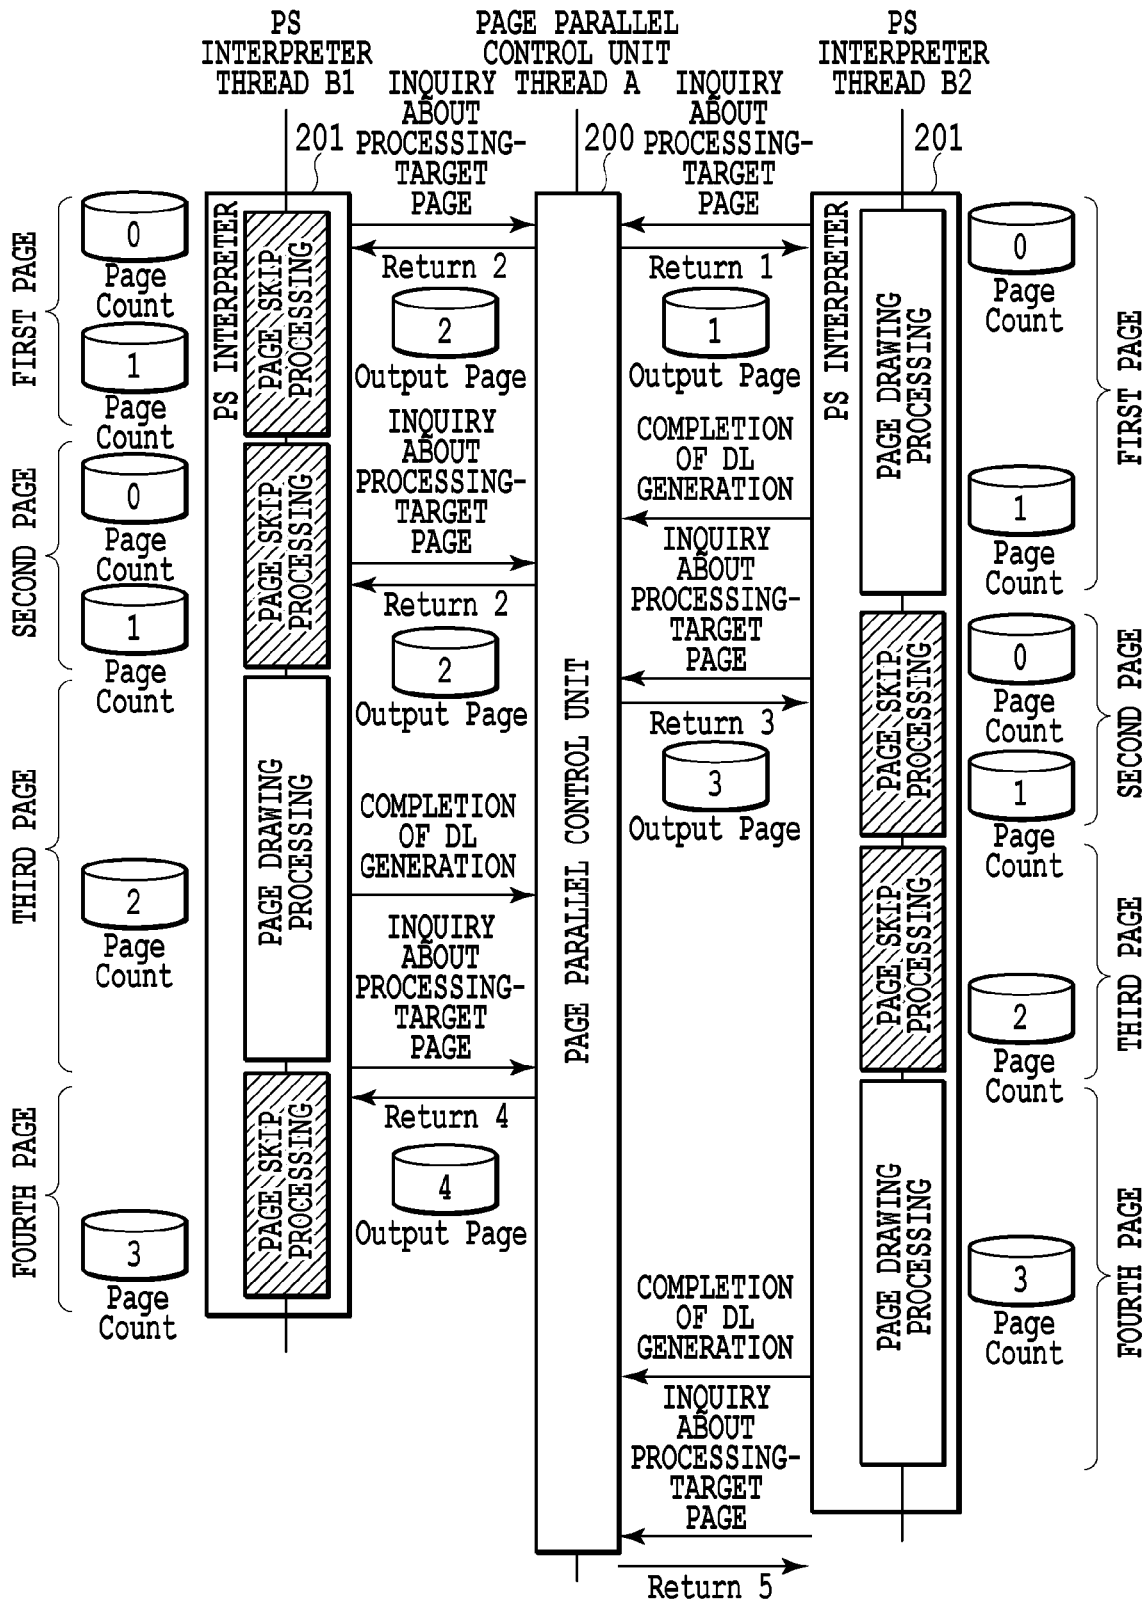 PS
INTERPRETER
THREAD B1
PAGE PARALLEL
CONTROL UNIT
THREAD A
PS
INTERPRETER
THREAD B2
201
200
201
FIRST PAGE
0
Page
Count
1
Page
Count
SECOND PAGE
0
Page
Count
1
Page
Count
THIRD PAGE
2
Page
Count
FOURTH PAGE
3
Page
Count
PS INTERPRETER
PAGE SKIP
PROCESSING
PAGE SKIP
PROCESSING
PAGE DRAWING
PROCESSING
PAGE SKIP
PROCESSING
INQUIRY
ABOUT
PROCESSING-
TARGET
PAGE
Return 2
2
Output Page
INQUIRY
ABOUT
PROCESSING-
TARGET
PAGE
Return 2
2
Output Page
COMPLETION
OF DL
GENERATION
INQUIRY
ABOUT
PROCESSING-
TARGET
PAGE
Return 4
4
Output Page
PAGE PARALLEL CONTROL UNIT
INQUIRY
ABOUT
PROCESSING-
TARGET
PAGE
Return 1
1
Output Page
COMPLETION
OF DL
GENERATION
INQUIRY
ABOUT
PROCESSING-
TARGET
PAGE
Return 3
3
Output Page
COMPLETION
OF DL
GENERATION
INQUIRY
ABOUT
PROCESSING-
TARGET
PAGE
Return 5
PS INTERPRETER
PAGE DRAWING
PROCESSING
PAGE SKIP
PROCESSING
PAGE SKIP
PROCESSING
PAGE DRAWING
PROCESSING
0
Page
Count
1
Page
Count
FIRST PAGE
0
Page
Count
1
Page
Count
SECOND PAGE
2
Page
Count
THIRD PAGE
3
Page
Count
FOURTH PAGE